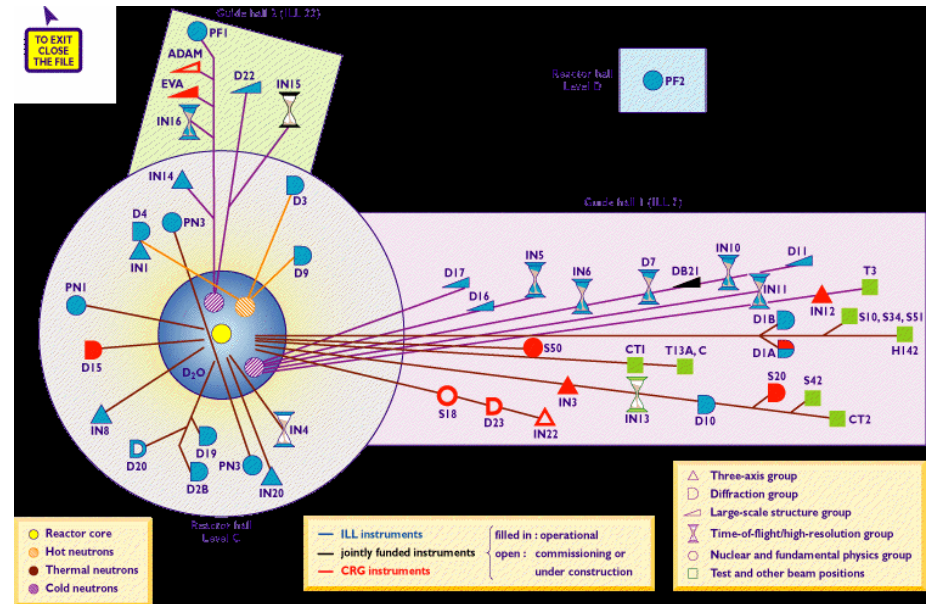 TO EXIT
CLOSE
THE FILE
Guide hall 2 (ILL 22)
PF1
ADAM
D22
EVA
IN15
IN16
Reactor hall
Level D
PF2
IN14
D3
D4
PN3
IN1
D9
PN1
D15
D2O
IN8
D20
D19
D2B
PN3
IN20
IN4
Reactor hall
Level C
Guide hall 1 (ILL 7)
D17
D16
IN5
IN6
D7
DB21
IN10
D11
IN11
T3
IN12
D1B
S10, S34, S51
D1A
H142
S50
CT1
T13A, C
S20
S42
S18
D23
IN22
IN3
IN13
D10
CT2
Reactor core
Hot neutrons
Thermal neutrons
Cold neutrons
ILL instruments
jointly funded instruments
CRG instruments
filled in : operational
open : commissioning or
under construction
Three-axis group
Diffraction group
Large-scale structure group
Time-of-flight/high-resolution group
Nuclear and fundamental physics group
Test and other beam positions